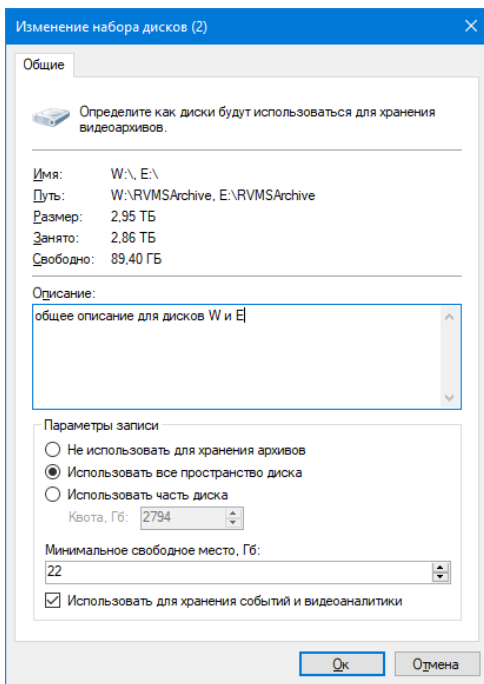 Изменение набора дисков (2)
Общие
Определите как диски будут использоваться для хранения
видеоархивов.
Имя: W:\, E:\
Путь: W:\RVMSArchive, E:\RVMSArchive
Размер: 2,95 ТБ
Занято: 2,86 ТБ
Свободно: 89,40 ГБ
Описание:
общее описание для дисков W и E
Параметры записи
Не использовать для хранения архивов
Использовать все пространство диска
Использовать часть диска
Квота, Гб: 2794
Минимальное свободное место, Гб:
22
Использовать для хранения событий и видеоаналитики
Ок Отмена